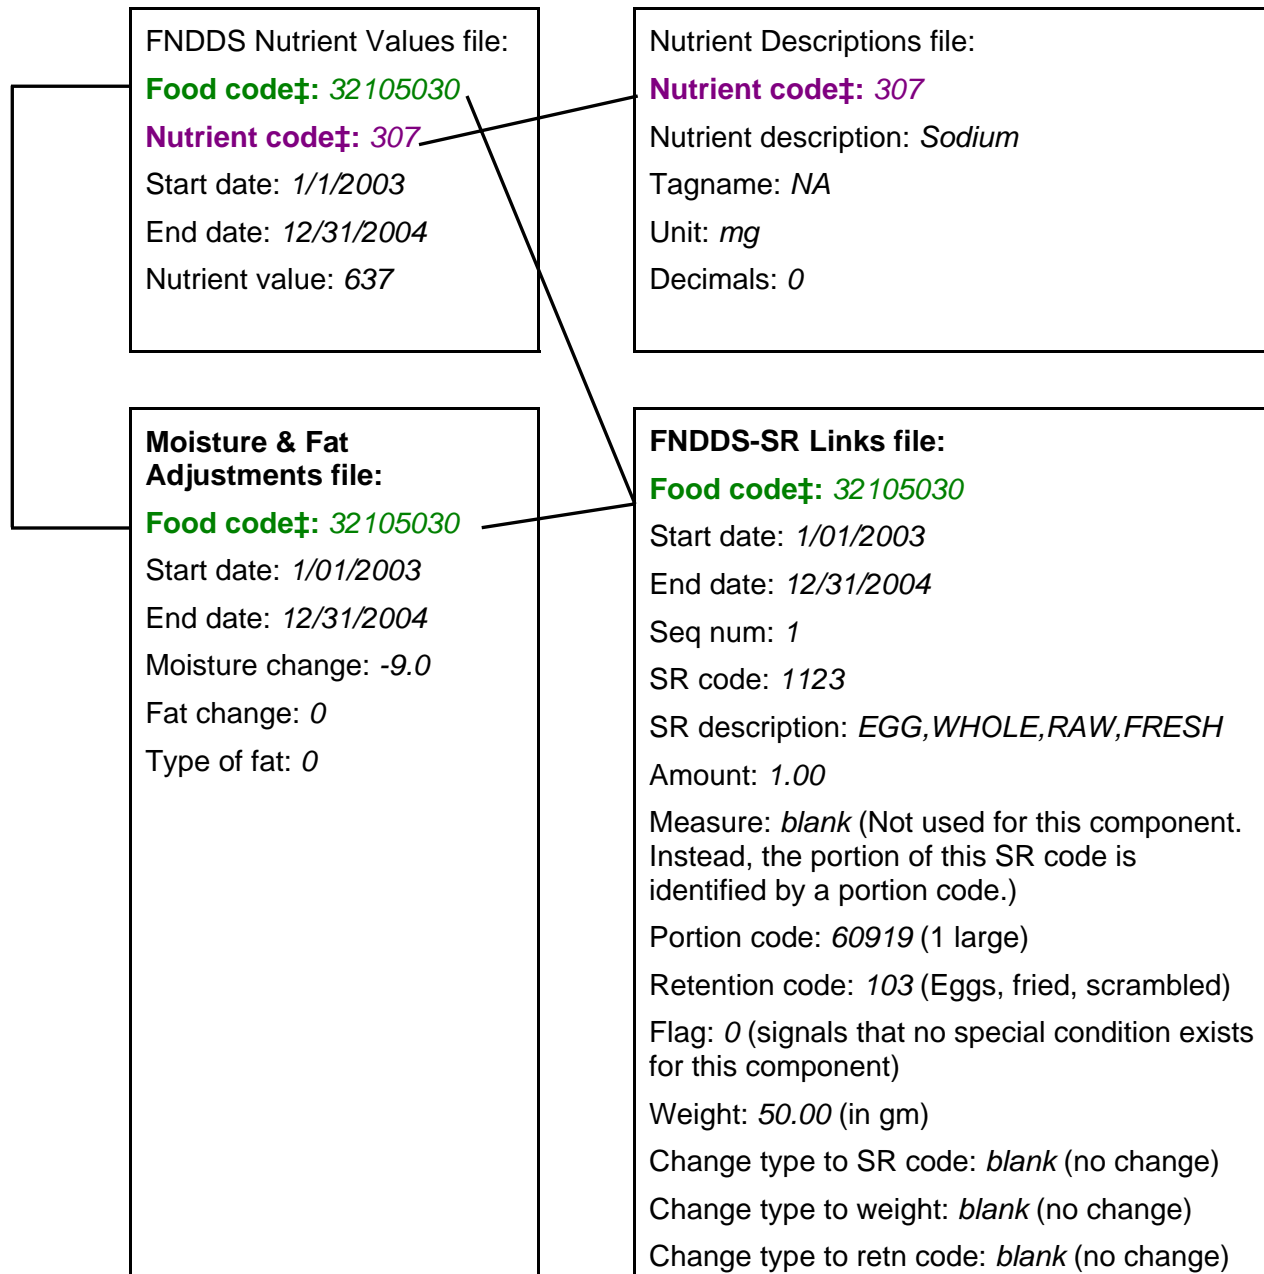 FNDDS Nutrient Values file:
Food code‡: 32105030
Nutrient code‡: 307
Start date: 1/1/2003
End date: 12/31/2004
Nutrient value: 637
Nutrient Descriptions file:
Nutrient code‡: 307
Nutrient description: Sodium
Tagname: NA
Unit: mg
Decimals: 0
Moisture & Fat
Adjustments file:
Food code‡: 32105030
Start date: 1/01/2003
End date: 12/31/2004
Moisture change: -9.0
Fat change: 0
Type of fat: 0
FNDDS-SR Links file:
Food code‡: 32105030
Start date: 1/01/2003
End date: 12/31/2004
Seq num: 1
SR code: 1123
SR description: EGG,WHOLE,RAW,FRESH
Amount: 1.00
Measure: blank (Not used for this component.
Instead, the portion of this SR code is
identified by a portion code.)
Portion code: 60919 (1 large)
Retention code: 103 (Eggs, fried, scrambled)
Flag: 0 (signals that no special condition exists
for this component)
Weight: 50.00 (in gm)
Change type to SR code: blank (no change)
Change type to weight: blank (no change)
Change type to retn code: blank (no change)